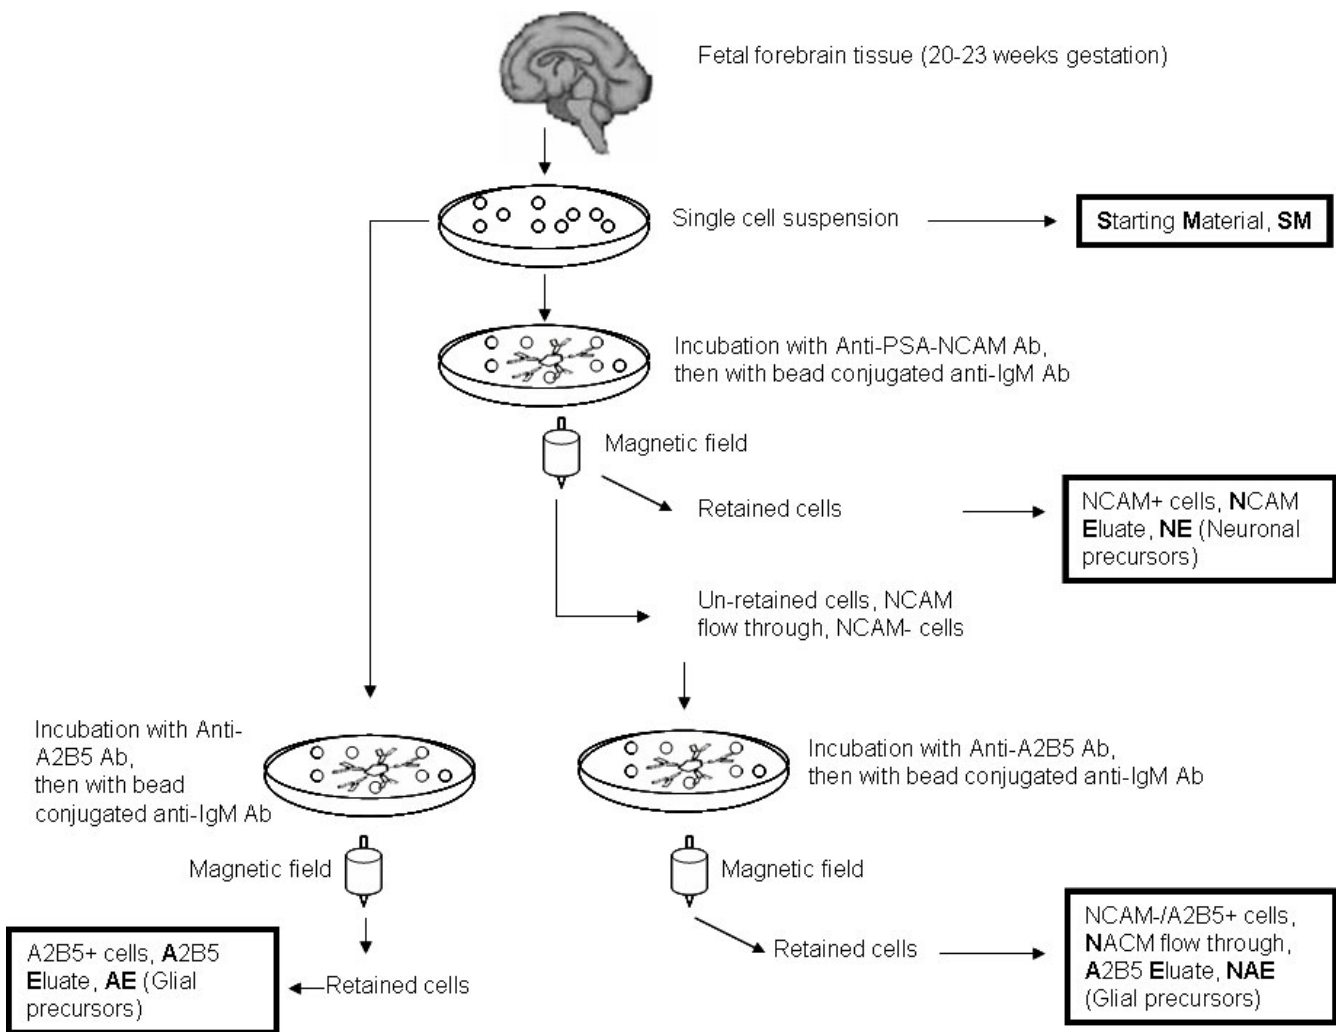 Fetal forebrain tissue (20-23 weeks gestation)
Single cell suspension
Starting Material, SM
Incubation with Anti-PSA-NCAM Ab,
then with bead conjugated anti-IgM Ab
Magnetic field
Retained cells
NCAM+ cells, NCAM
Eluate, NE (Neuronal
precursors)
Un-retained cells, NCAM
flow through, NCAM- cells
Incubation with Anti-
A2B5 Ab,
then with bead
conjugated anti-IgM Ab
Incubation with Anti-A2B5 Ab,
then with bead conjugated anti-IgM Ab
Magnetic field
Magnetic field
A2B5+ cells, A2B5
Eluate, AE (Glial
precursors)
Retained cells
Retained cells
NCAM-/A2B5+ cells,
NACM flow through,
A2B5 Eluate, NAE
(Glial precursors)